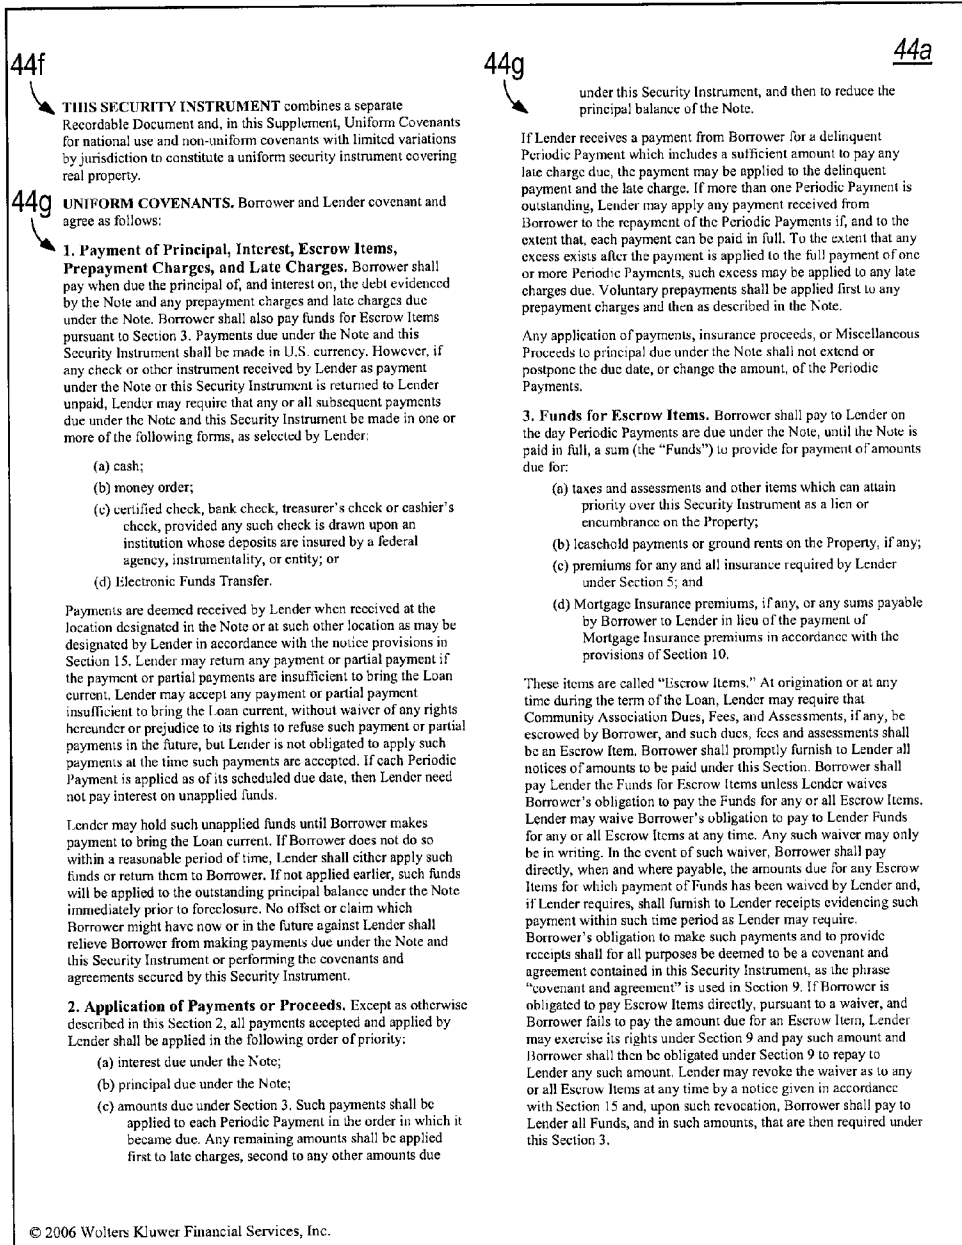 44f
THIS SECURITY INSTRUMENT combines a separate
Recordable Document and, in this Supplement, Uniform Covenants
for national use and non-uniform covenants with limited variations
by jurisdiction to constitute a uniform security instrument covering
real property.
44g
UNIFORM COVENANTS. Borrower and Lender covenant and
agree as follows:
1. Payment of Principal, Interest, Escrow Items,
Prepayment Charges, and Late Charges. Borrower shall
pay when due the principal of, and interest on, the debt evidenced
by the Note and any prepayment charges and late charges due
under the Note. Borrower shall also pay funds for Escrow Items
pursuant to Section 3. Payments due under the Note and this
Security Instrument shall be made in U.S. currency. However, if
any check or other instrument received by Lender as payment
under the Note or this Security Instrument is returned to Lender
unpaid, Lender may require that any or all subsequent payments
due under the Note and this Security Instrument be made in one or
more of the following forms, as selected by Lender:
(a) cash;
(b) money order;
(c) certified check, bank check, treasurer's check or cashier's
check, provided any such check is drawn upon an
institution whose deposits are insured by a federal
agency, instrumentality, or entity; or
(d) Electronic Funds Transfer.
Payments are deemed received by Lender when received at the
location designated in the Note or at such other location as may be
designated by Lender in accordance with the notice provisions in
Section 15. Lender may return any payment or partial payment if
the payment or partial payments are insufficient to bring the Loan
current. Lender may accept any payment or partial payment
insufficient to bring the Loan current, without waiver of any rights
hereunder or prejudice to its rights to refuse such payment or partial
payments in the future, but Lender is not obligated to apply such
payments at the time such payments are accepted. If each Periodic
Payment is applied as of its scheduled due date, then Lender need
not pay interest on unapplied funds.
Lender may hold such unapplied funds until Borrower makes
payment to bring the Loan current. If Borrower does not do so
within a reasonable period of time, Lender shall either apply such
funds or return them to Borrower. If not applied earlier, such funds
will be applied to the outstanding principal balance under the Note
immediately prior to foreclosure. No offset or claim which
Borrower might have now or in the future against Lender shall
relieve Borrower from making payments due under the Note and
this Security Instrument or performing the covenants and
agreements secured by this Security Instrument.
2. Application of Payments or Proceeds. Except as otherwise
described in this Section 2, all payments accepted and applied by
Lender shall be applied in the following order of priority:
(a) interest due under the Note;
(b) principal due under the Note;
(c) amounts due under Section 3. Such payments shall be
applied to each Periodic Payment in the order in which it
became due. Any remaining amounts shall be applied
first to late charges, second to any other amounts due
44g
44a
under this Security Instrument, and then to reduce the
principal balance of the Note.
If Lender receives a payment from Borrower for a delinquent
Periodic Payment which includes a sufficient amount to pay any
late charge due, the payment may be applied to the delinquent
payment and the late charge. If more than one Periodic Payment is
outstanding, Lender may apply any payment received from
Borrower to the repayment of the Periodic Payments if, and to the
extent that, each payment can be paid in full. To the extent that any
excess exists after the payment is applied to the full payment of one
or more Periodic Payments, such excess may be applied to any late
charges due. Voluntary prepayments shall be applied first to any
prepayment charges and then as described in the Note.
Any application of payments, insurance proceeds, or Miscellaneous
Proceeds to principal due under the Note shall not extend or
postpone the due date, or change the amount, of the Periodic
Payments.
3. Funds for Escrow Items. Borrower shall pay to Lender on
the day Periodic Payments are due under the Note, until the Note is
paid in full, a sum (the “Funds”) to provide for payment of amounts
due for:
(a) taxes and assessments and other items which can attain
priority over this Security Instrument as a lien or
encumbrance on the Property;
(b) leasehold payments or ground rents on the Property, if any;
(c) premiums for any and all insurance required by Lender
under Section 5; and
(d) Mortgage Insurance premiums, if any, or any sums payable
by Borrower to Lender in lieu of the payment of
Mortgage Insurance premiums in accordance with the
provisions of Section 10.
These items are called “Escrow Items.” At origination or at any
time during the term of the Loan, Lender may require that
Community Association Dues, Fees, and Assessments, if any, be
escrowed by Borrower, and such dues, fees and assessments shall
be an Escrow Item. Borrower shall promptly furnish to Lender all
notices of amounts to be paid under this Section. Borrower shall
pay Lender the Funds for Escrow Items unless Lender waives
Borrower's obligation to pay the Funds for any or all Escrow Items.
Lender may waive Borrower's obligation to pay to Lender Funds
for any or all Escrow Items at any time. Any such waiver may only
be in writing. In the event of such waiver, Borrower shall pay
directly, when and where payable, the amounts due for any Escrow
Items for which payment of Funds has been waived by Lender and,
if Lender requires, shall furnish to Lender receipts evidencing such
payment within such time period as Lender may require.
Borrower's obligation to make such payments and to provide
receipts shall for all purposes be deemed to be a covenant and
agreement contained in this Security Instrument, as the phrase
“covenant and agreement” is used in Section 9. If Borrower is
obligated to pay Escrow Items directly, pursuant to a waiver, and
Borrower fails to pay the amount due for an Escrow Item, Lender
may exercise its rights under Section 9 and pay such amount and
Borrower shall then be obligated under Section 9 to repay to
Lender any such amount. Lender may revoke the waiver as to any
or all Escrow Items at any time by a notice given in accordance
with Section 15 and, upon such revocation, Borrower shall pay to
Lender all Funds, and in such amounts, that are then required under
this Section 3.
© 2006 Wolters Kluwer Financial Services, Inc.